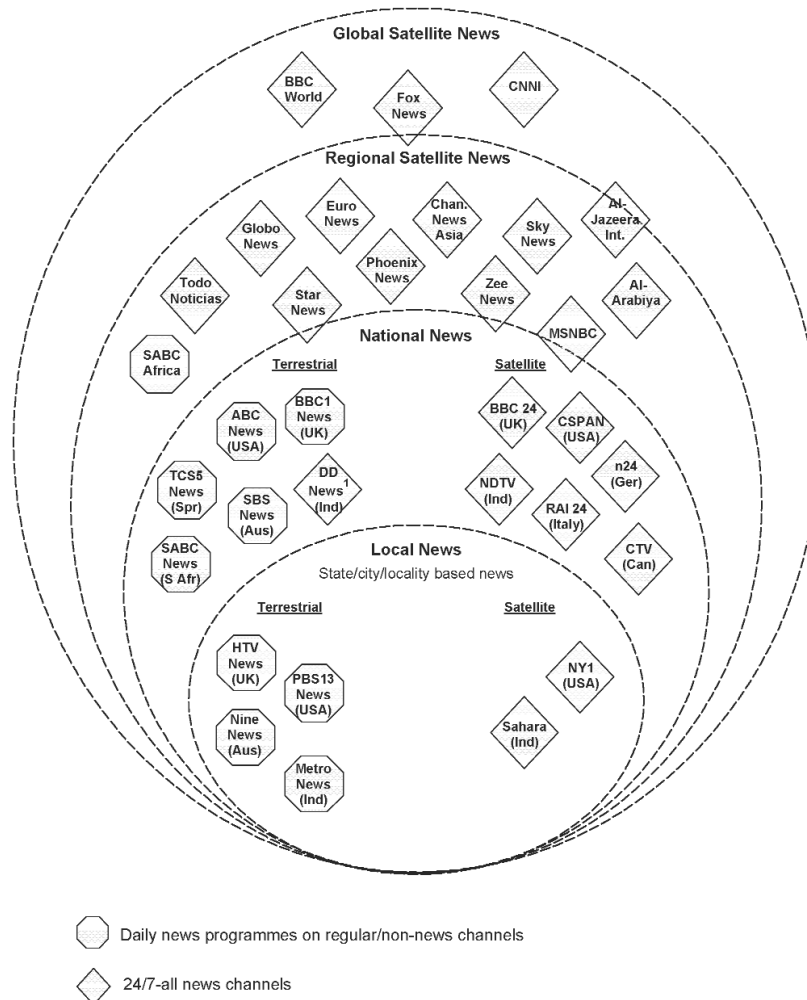 Global Satellite News
BBC
World
Fox
News
CNNI
Regional Satellite News
Globo
News
Euro
News
Chan.
News
Asia
Sky
News
Al-
Jazeera
Int.
Todo
Noticias
Star
News
Phoenix
News
Zee
News
MSNBC
Al-
Arabiya
SABC
Africa
National News
Terrestrial
Satellite
ABC
News
(USA)
BBC1
News
(UK)
BBC 24
(UK)
CSPAN
(USA)
n24
(Ger)
TCS5
News
(Spr)
SBS
News
(Aus)
DD
News1
(Ind)
NDTV
(Ind)
RAI 24
(Italy)
CTV
(Can)
SABC
News
(S Afr)
Local News
State/city/locality based news
Terrestrial
Satellite
HTV
News
(UK)
PBS13
News
(USA)
NY1
(USA)
Nine
News
(Aus)
Sahara
(Ind)
Metro
News
(Ind)
Daily news programmes on regular/non-news channels
24/7-all news channels